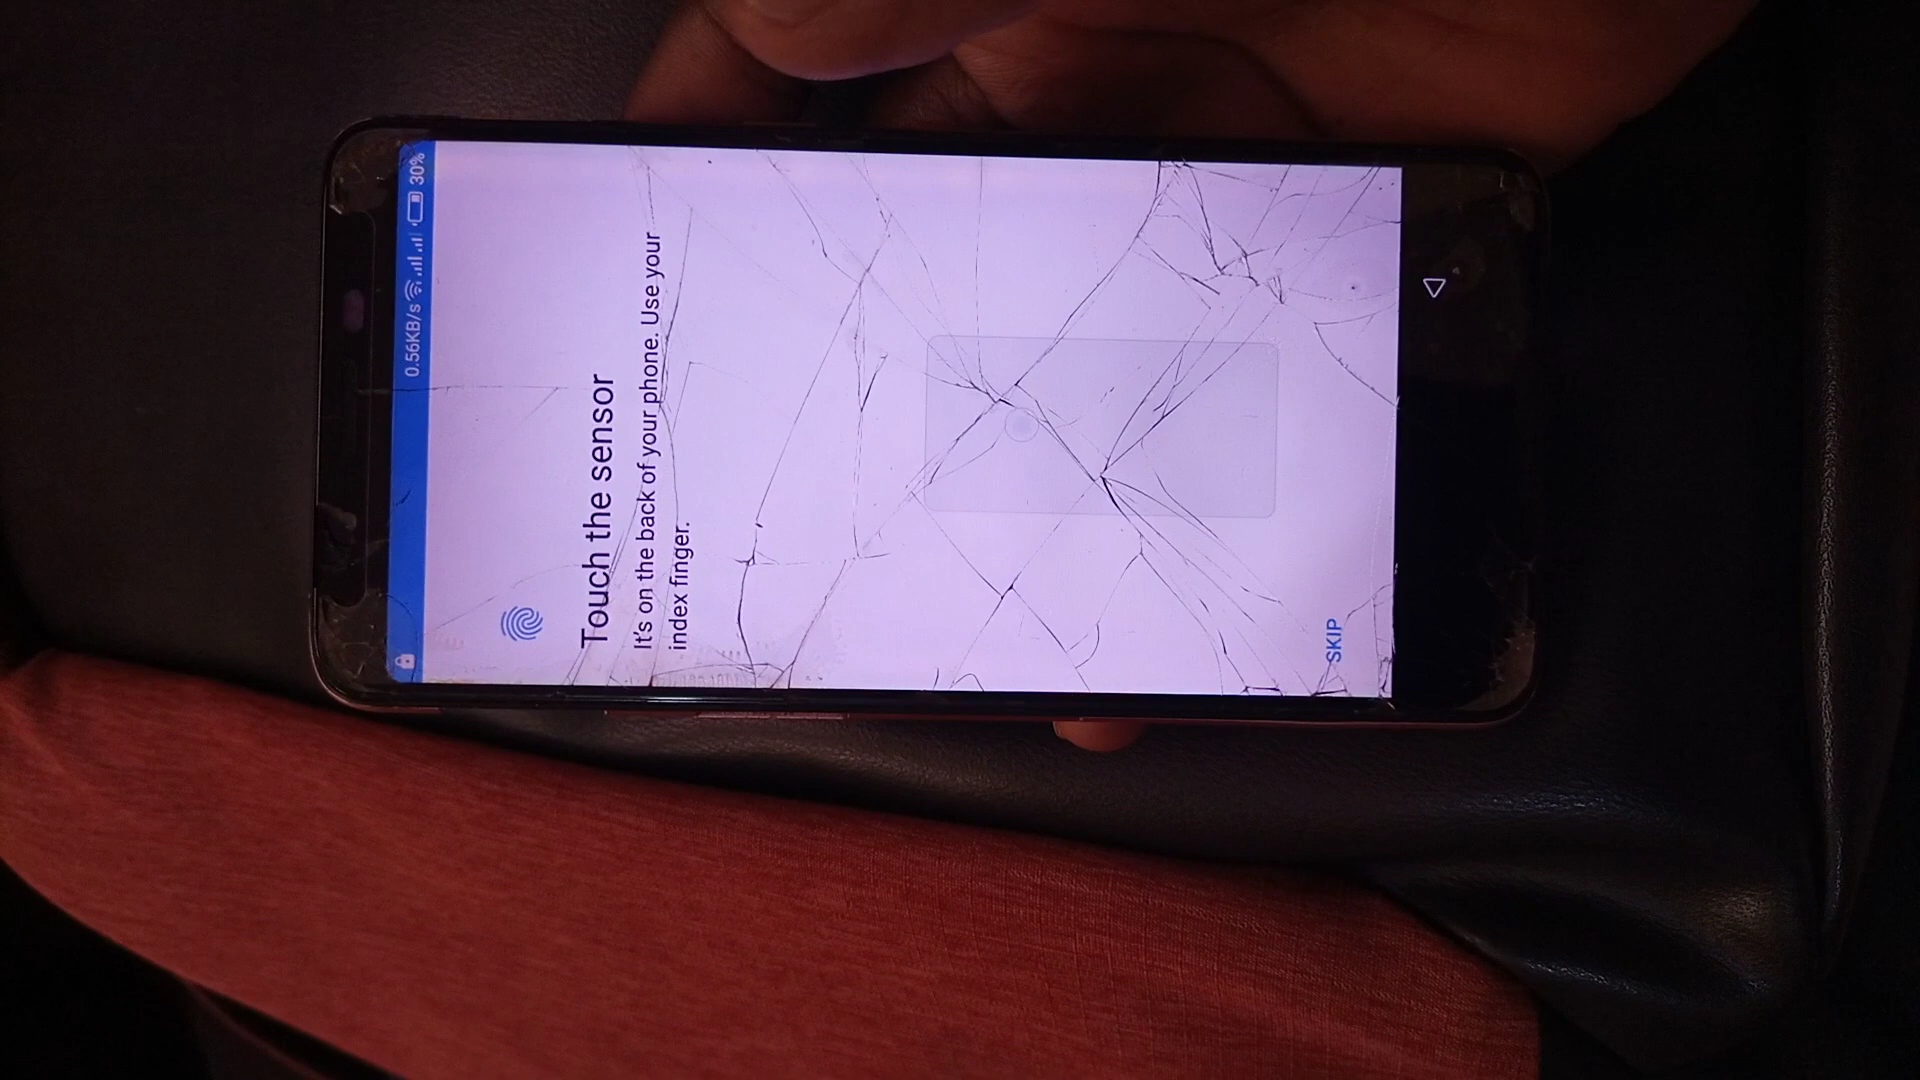 0.56KB/s 30%
Touch the sensor
It's on the back of your phone. Use your
index finger.
SKIP